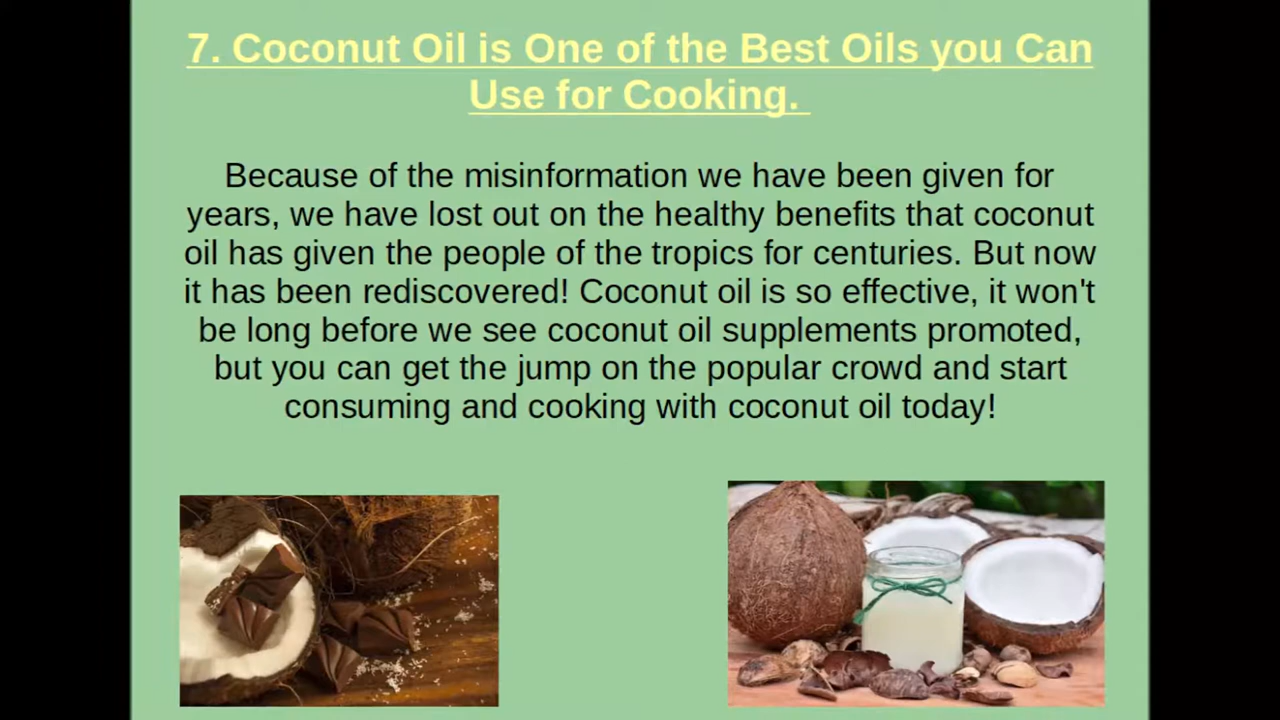 7. Coconut Oil is One of the Best Oils you Can
Use for Cooking.
Because of the misinformation we have been given for
years, we have lost out on the healthy benefits that coconut
oil has given the people of the tropics for centuries. But now
it has been rediscovered! Coconut oil is so effective, it won't
be long before we see coconut oil supplements promoted,
but you can get the jump on the popular crowd and start
consuming and cooking with coconut oil today!